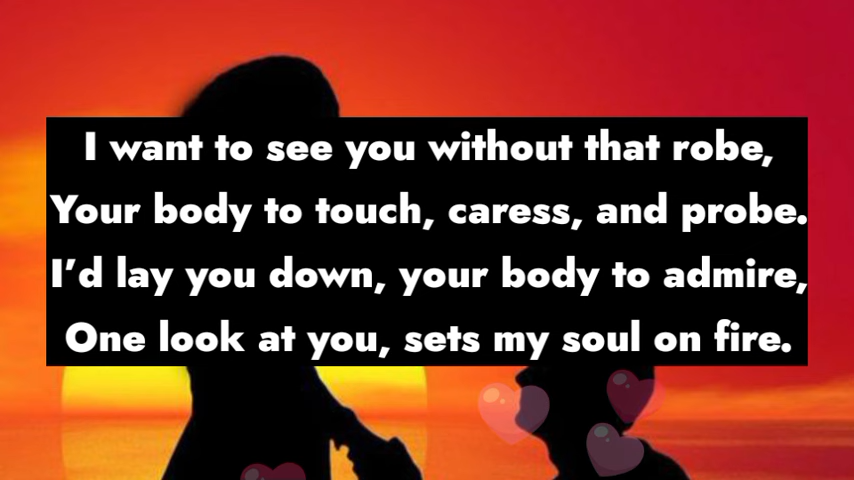 I want to see you without that robe,
Your body to touch, caress, and probe.
I’d lay you down, your body to admire,
One look at you, sets my soul on fire.